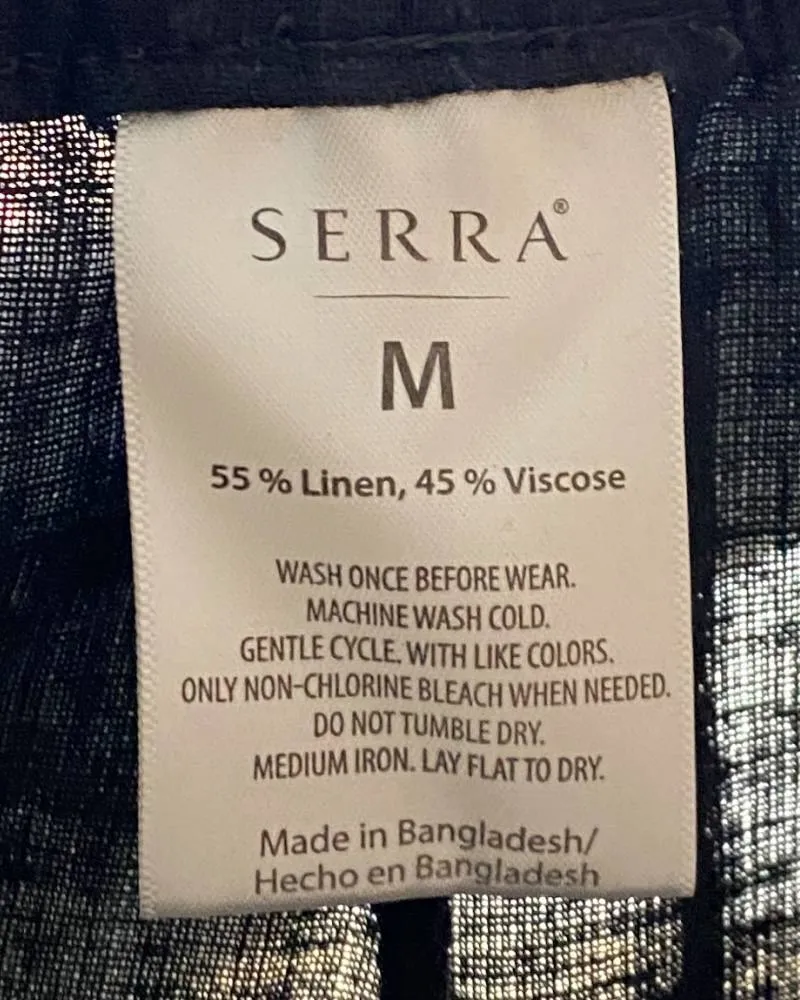 SERRA®
M
55 % Linen, 45 % Viscose
WASH ONCE BEFORE WEAR.
MACHINE WASH COLD.
GENTLE CYCLE. WITH LIKE COLORS.
ONLY NON-CHLORINE BLEACH WHEN NEEDED.
DO NOT TUMBLE DRY.
MEDIUM IRON. LAY FLAT TO DRY.
Made in Bangladesh/
Hecho en Bangladesh